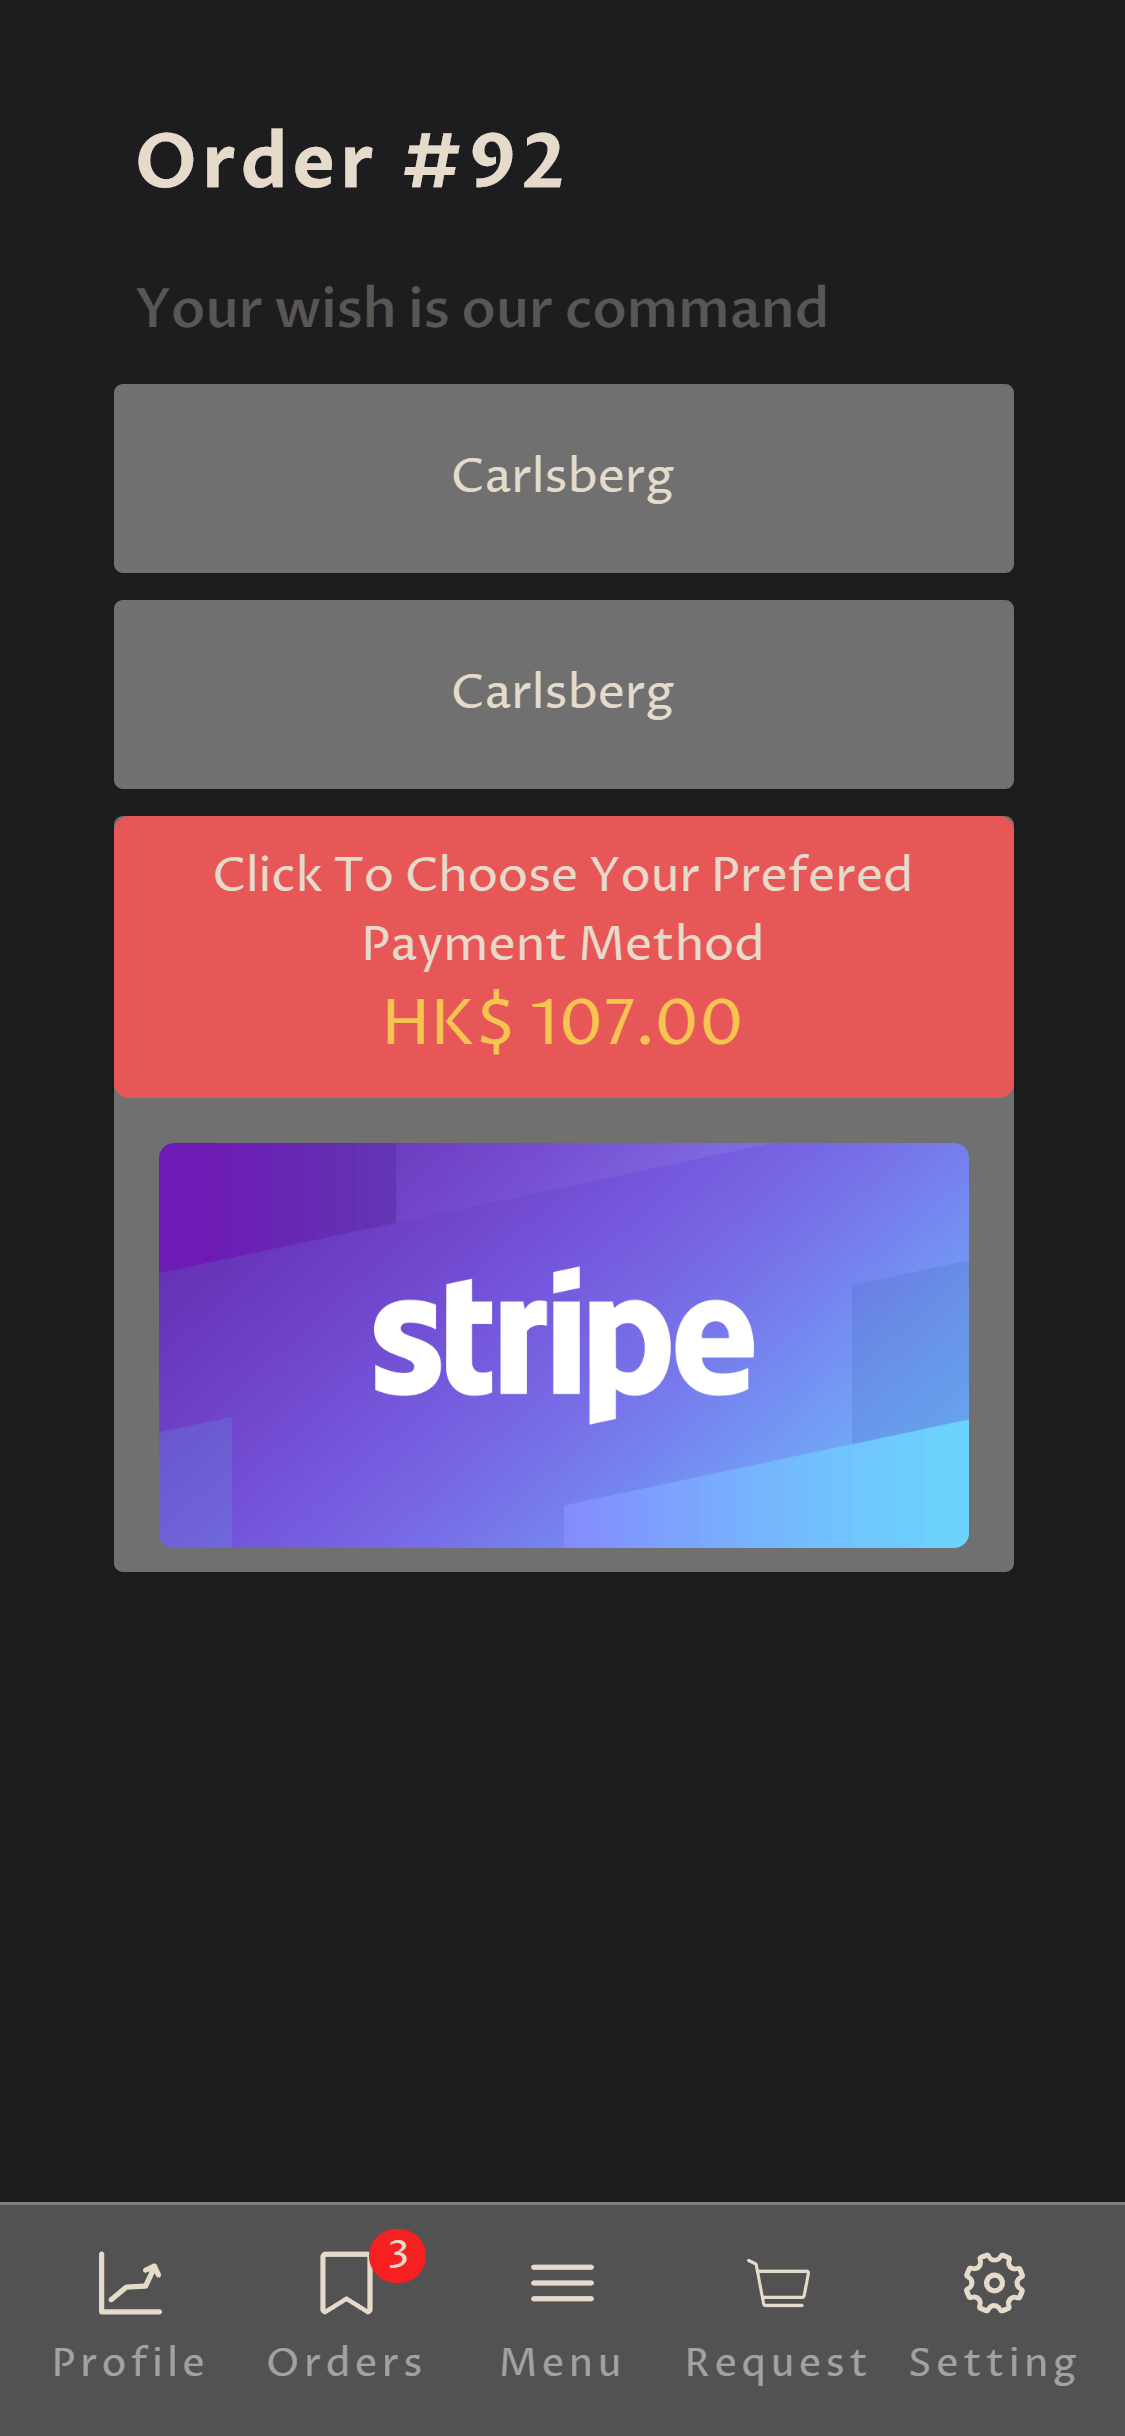 Order #92
Your wish is our command
Carlsberg
Carlsberg
Click To Choose Your Prefered
Payment Method
HK$ 107.00
stripe
3
Profile Orders Menu Request Setting